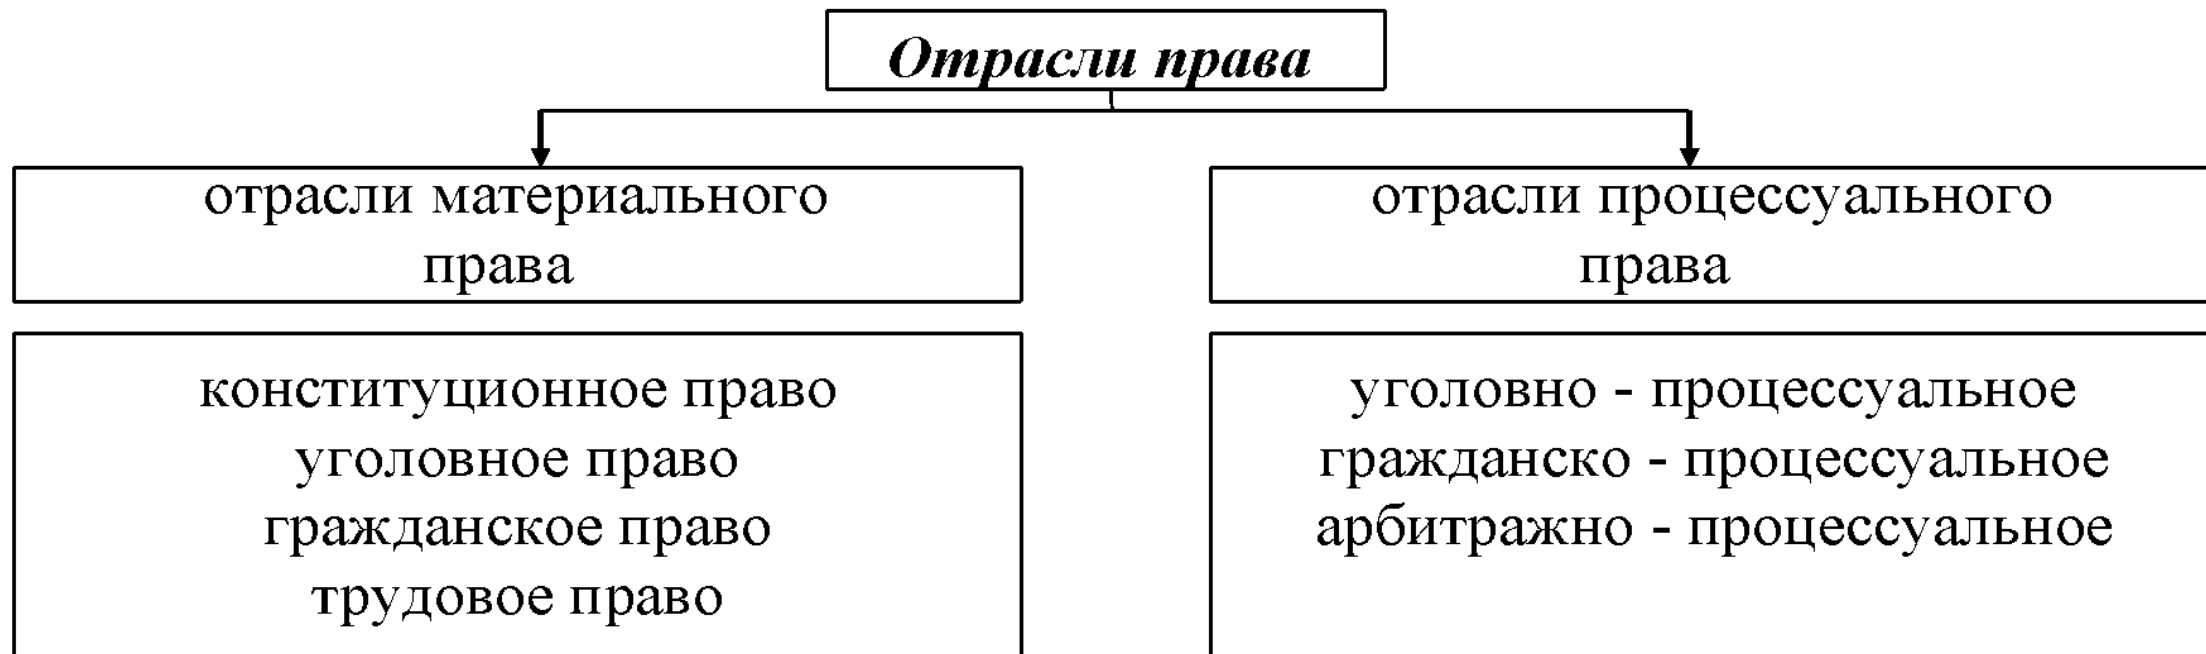 Отрасли права
отрасли материального
права
отрасли процессуального
права
конституционное право
уголовное право
гражданское право
трудовое право
уголовно - процессуальное
гражданско - процессуальное
арбитражно - процессуальное